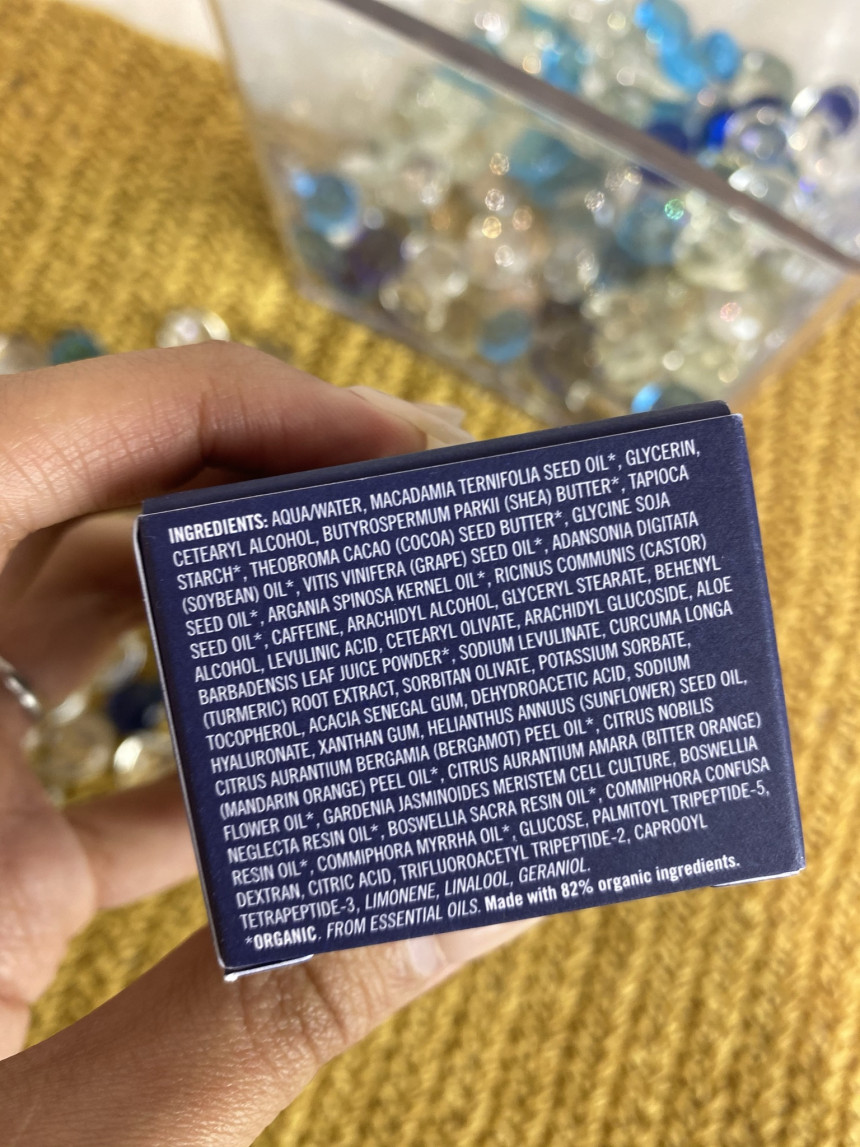 INGREDIENTS: AQUA/WATER, MACADAMIA TERNIFOLIA SEED OIL*, GLYCERIN,
CETEARYL ALCOHOL, BUTYROSPERMUM PARKII (SHEA) BUTTER*, TAPIOCA
STARCH*, THEOBROMA CACAO (COCOA) SEED BUTTER*, GLYCINE SOJA
(SOYBEAN) OIL*, VITIS VINIFERA (GRAPE) SEED OIL*, ADANSONIA DIGITATA
SEED OIL*, ARGANIA SPINOSA KERNEL OIL*, RICINUS COMMUNIS (CASTOR)
SEED OIL*, CAFFEINE, ARACHIDYL ALCOHOL, GLYCERYL STEARATE, BEHENYL
ALCOHOL, LEVULINIC ACID, CETEARYL OLIVATE, ARACHIDYL GLUCOSIDE, ALOE
BARBADENSIS LEAF JUICE POWDER*, SODIUM LEVULINATE, CURCUMA LONGA
(TURMERIC) ROOT EXTRACT, SORBITAN OLIVATE, POTASSIUM SORBATE,
TOCOPHEROL, ACACIA SENEGAL GUM, DEHYDROACETIC ACID, SODIUM
HYALURONATE, XANTHAN GUM, HELIANTHUS ANNUUS (SUNFLOWER) SEED OIL,
CITRUS AURANTIUM BERGAMIA (BERGAMOT) PEEL OIL*, CITRUS NOBILIS
(MANDARIN ORANGE) PEEL OIL*, CITRUS AURANTIUM AMARA (BITTER ORANGE)
FLOWER OIL*, GARDENIA JASMINOIDES MERISTEM CELL CULTURE, BOSWELLIA
NEGLECTA RESIN OIL*, BOSWELLIA SACRA RESIN OIL*, COMMIPHORA CONFUSA
RESIN OIL*, COMMIPHORA MYRRHA OIL*, GLUCOSE, PALMITOYL TRIPEPTIDE-5,
DEXTRAN, CITRIC ACID, TRIFLUOROACETYL TRIPEPTIDE-2, CAPROOYL
TETRAPEPTIDE-3, LIMONENE, LINALOOL, GERANIOL.
*ORGANIC. FROM ESSENTIAL OILS. Made with 82% organic ingredients.